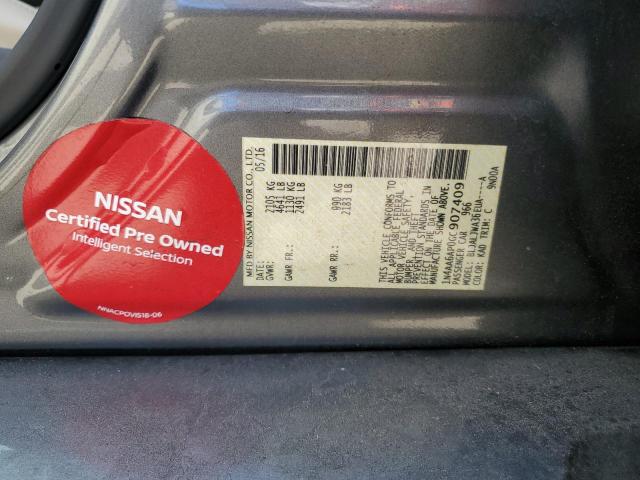 NISSAN
Certified Pre Owned
Intelligent Selection
NNACPOVIS18-06
MFD BY NISSAN MOTOR CO., LTD.
05/16
GVWR: 2105 KG
4641 LB
GAWR FR: 1130 KG
2491 LB
GAWR RR: 990 KG
2183 LB
THIS VEHICLE CONFORMS TO
ALL APPLICABLE FEDERAL
MOTOR VEHICLE SAFETY,
BUMPER, AND THEFT
PREVENTION STANDARDS IN
EFFECT ON THE DATE OF
MANUFACTURE SHOWN ABOVE.
907409
PASSENGER CAR 966
MODEL:
COLOR: KAD TRIM: C 9N00A